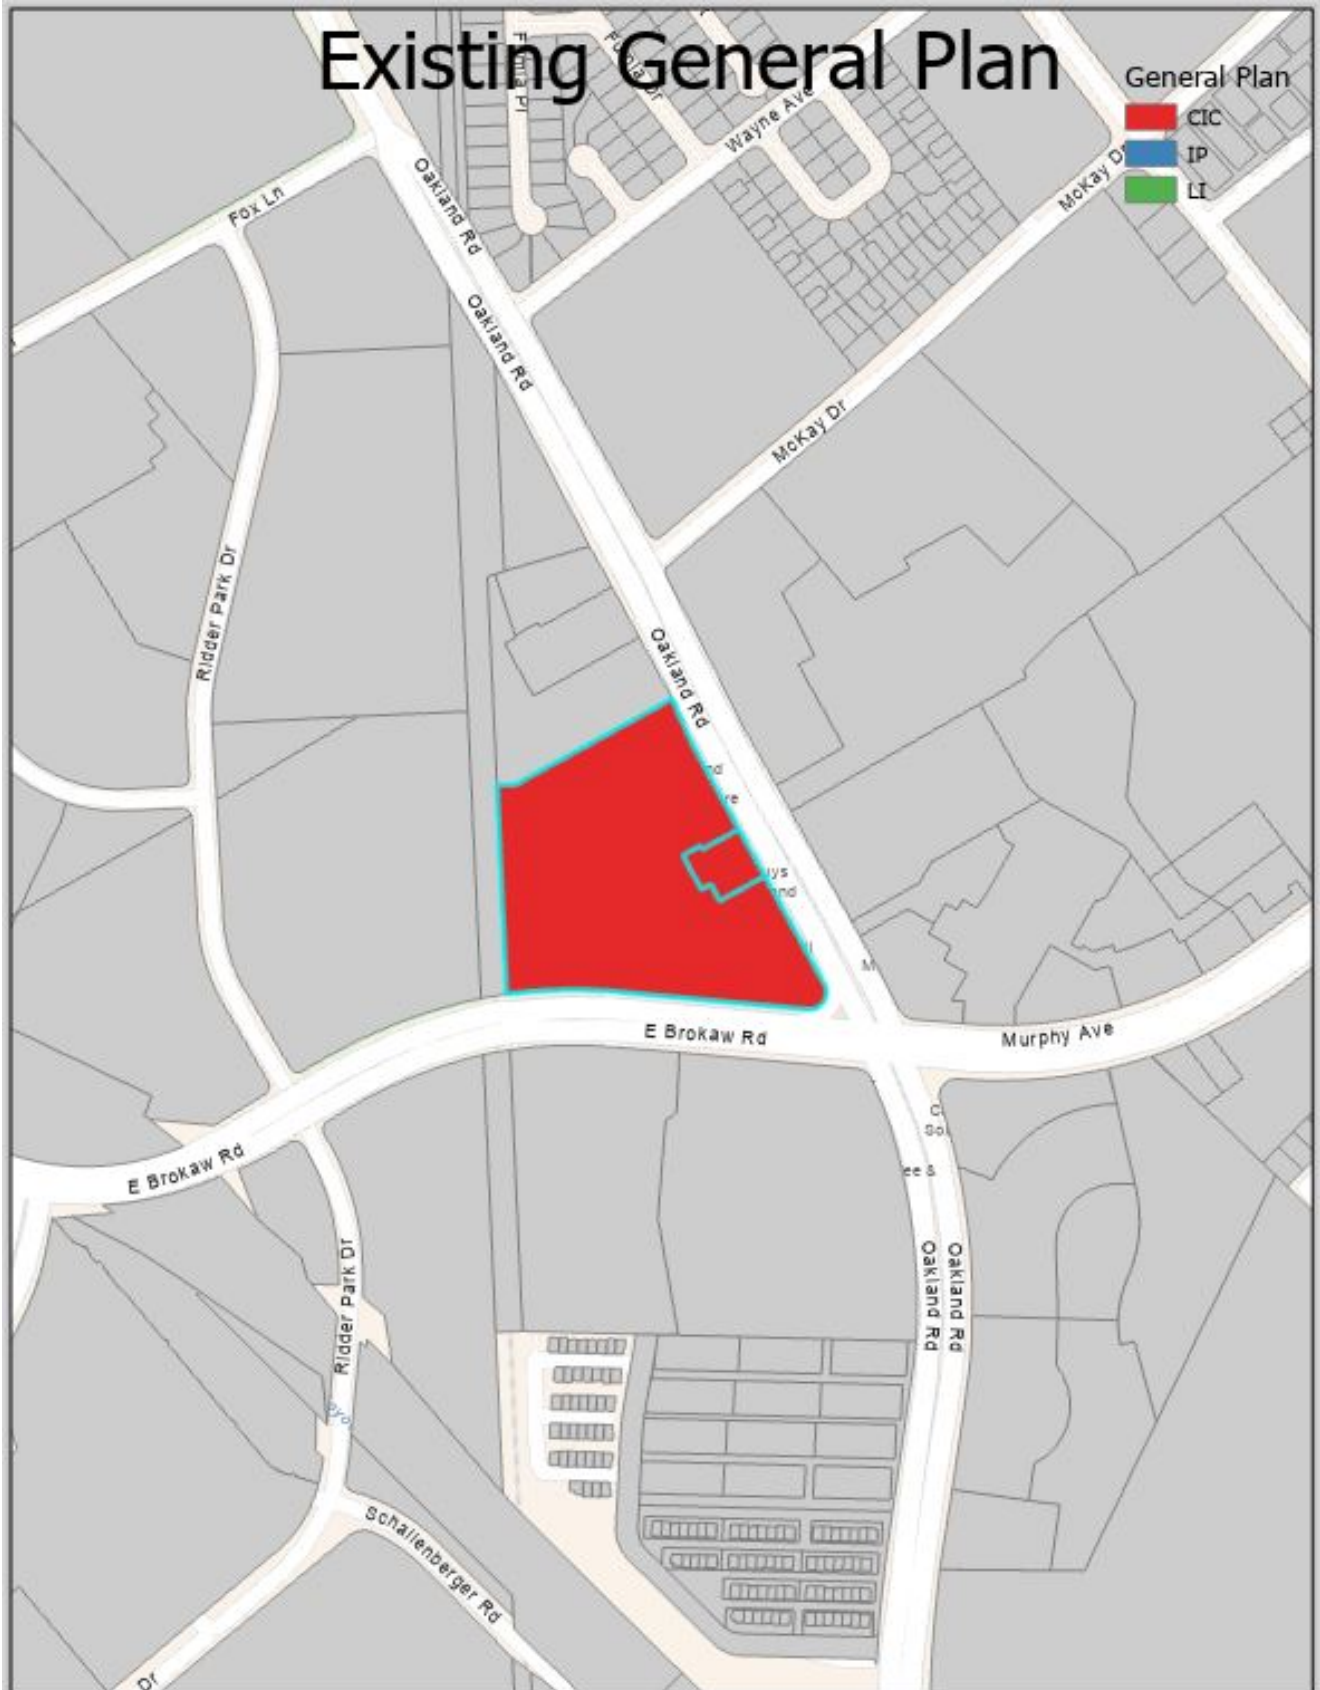 Existing General Plan
General Plan
CIC
IP
LI
Wayne Ave
McKay Dr
Fox Ln
Oakland Rd
Oakland Rd
McKay Dr
Ridder Park Dr
Oakland Rd
E Brokaw Rd
Murphy Ave
E Brokaw Rd
Ridder Park Dr
Oakland Rd
Oakland Rd
Schallenberger Rd
Dr